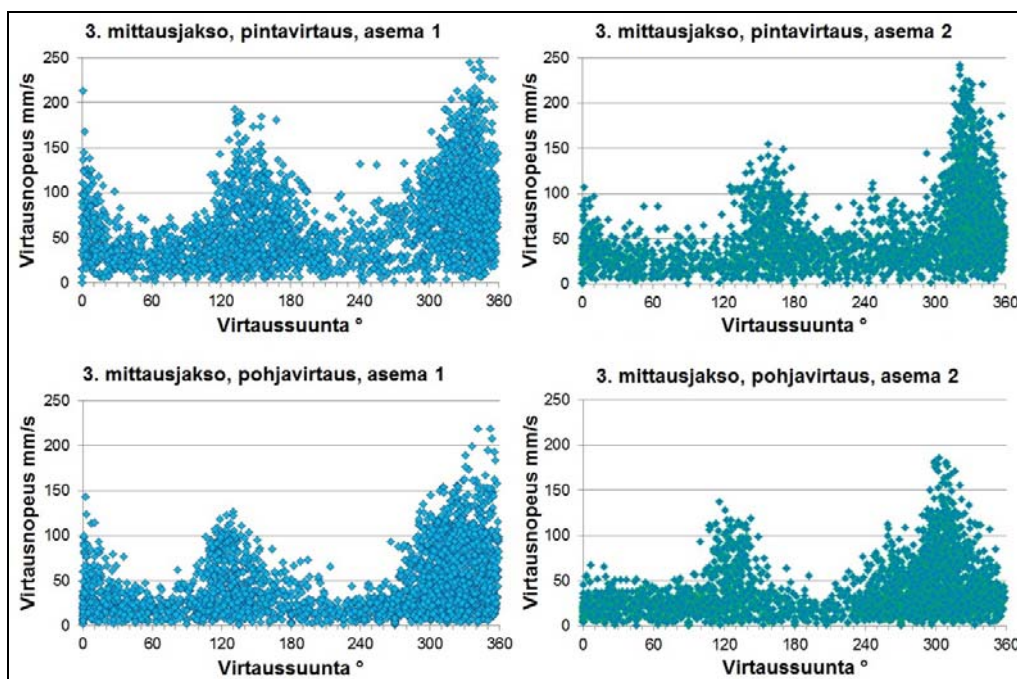 3. mittausjakso, pintavirtaus, asema 1
Virtausnopeus mm/s
250
200
150
100
50
0
0 60 120 180 240 300 360
Virtaussuunta °
3. mittausjakso, pintavirtaus, asema 2
Virtausnopeus mm/s
250
200
150
100
50
0
0 60 120 180 240 300 360
Virtaussuunta °
3. mittausjakso, pohjavirtaus, asema 1
Virtausnopeus mm/s
250
200
150
100
50
0
0 60 120 180 240 300 360
Virtaussuunta °
3. mittausjakso, pohjavirtaus, asema 2
Virtausnopeus mm/s
250
200
150
100
50
0
0 60 120 180 240 300 360
Virtaussuunta °